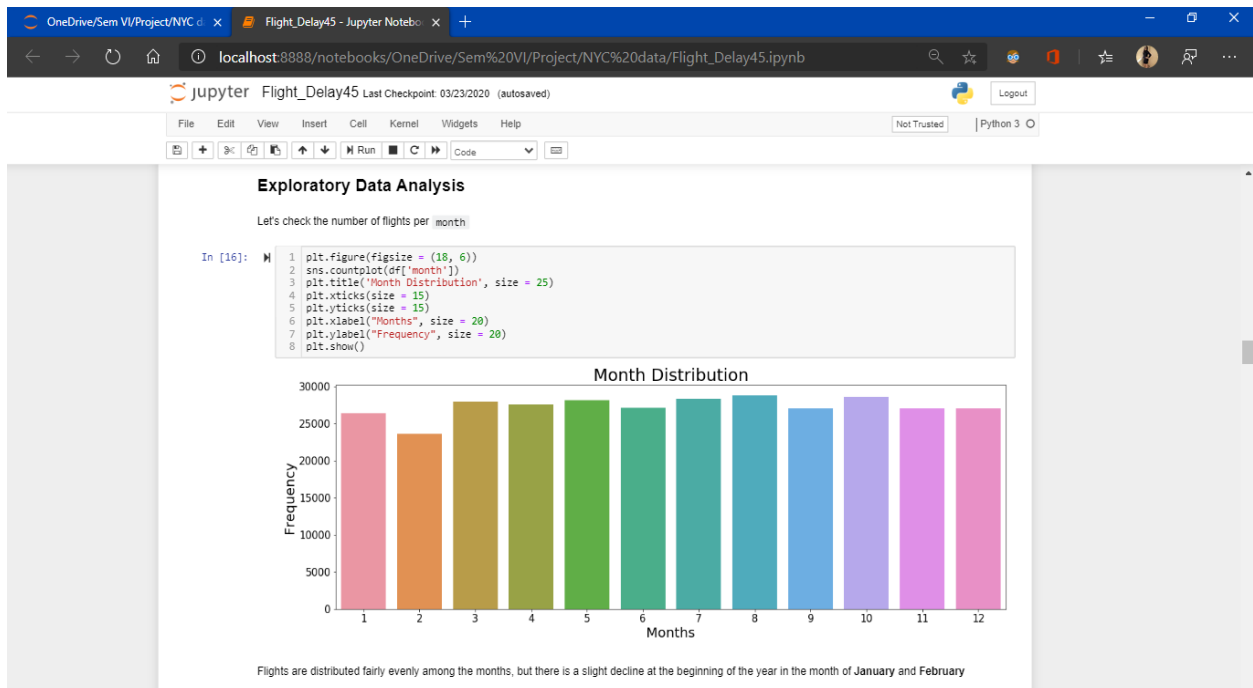 OneDrive/Sem VI/Project/NYC d
Flight_Delay45 - Jupyter Notebo
localhost:8888/notebooks/OneDrive/Sem%20VI/Project/NYC%20data/Flight_Delay45.ipynb
jupyter Flight_Delay45 Last Checkpoint: 03/23/2020 (autosaved)
Logout
File Edit View Insert Cell Kernel Widgets Help
Not Trusted
Python 3
Run
Code
Exploratory Data Analysis
Let's check the number of flights per month
In [16]:
1 plt.figure(figsize = (18, 6))
2 sns.countplot(df['month'])
3 plt.title('Month Distribution', size = 25)
4 plt.xticks(size = 15)
5 plt.yticks(size = 15)
6 plt.xlabel("Months", size = 20)
7 plt.ylabel("Frequency", size = 20)
8 plt.show()
Month Distribution
30000
25000
20000
15000
10000
5000
0
Frequency
1 2 3 4 5 6 7 8 9 10 11 12
Months
Flights are distributed fairly evenly among the months, but there is a slight decline at the beginning of the year in the month of January and February